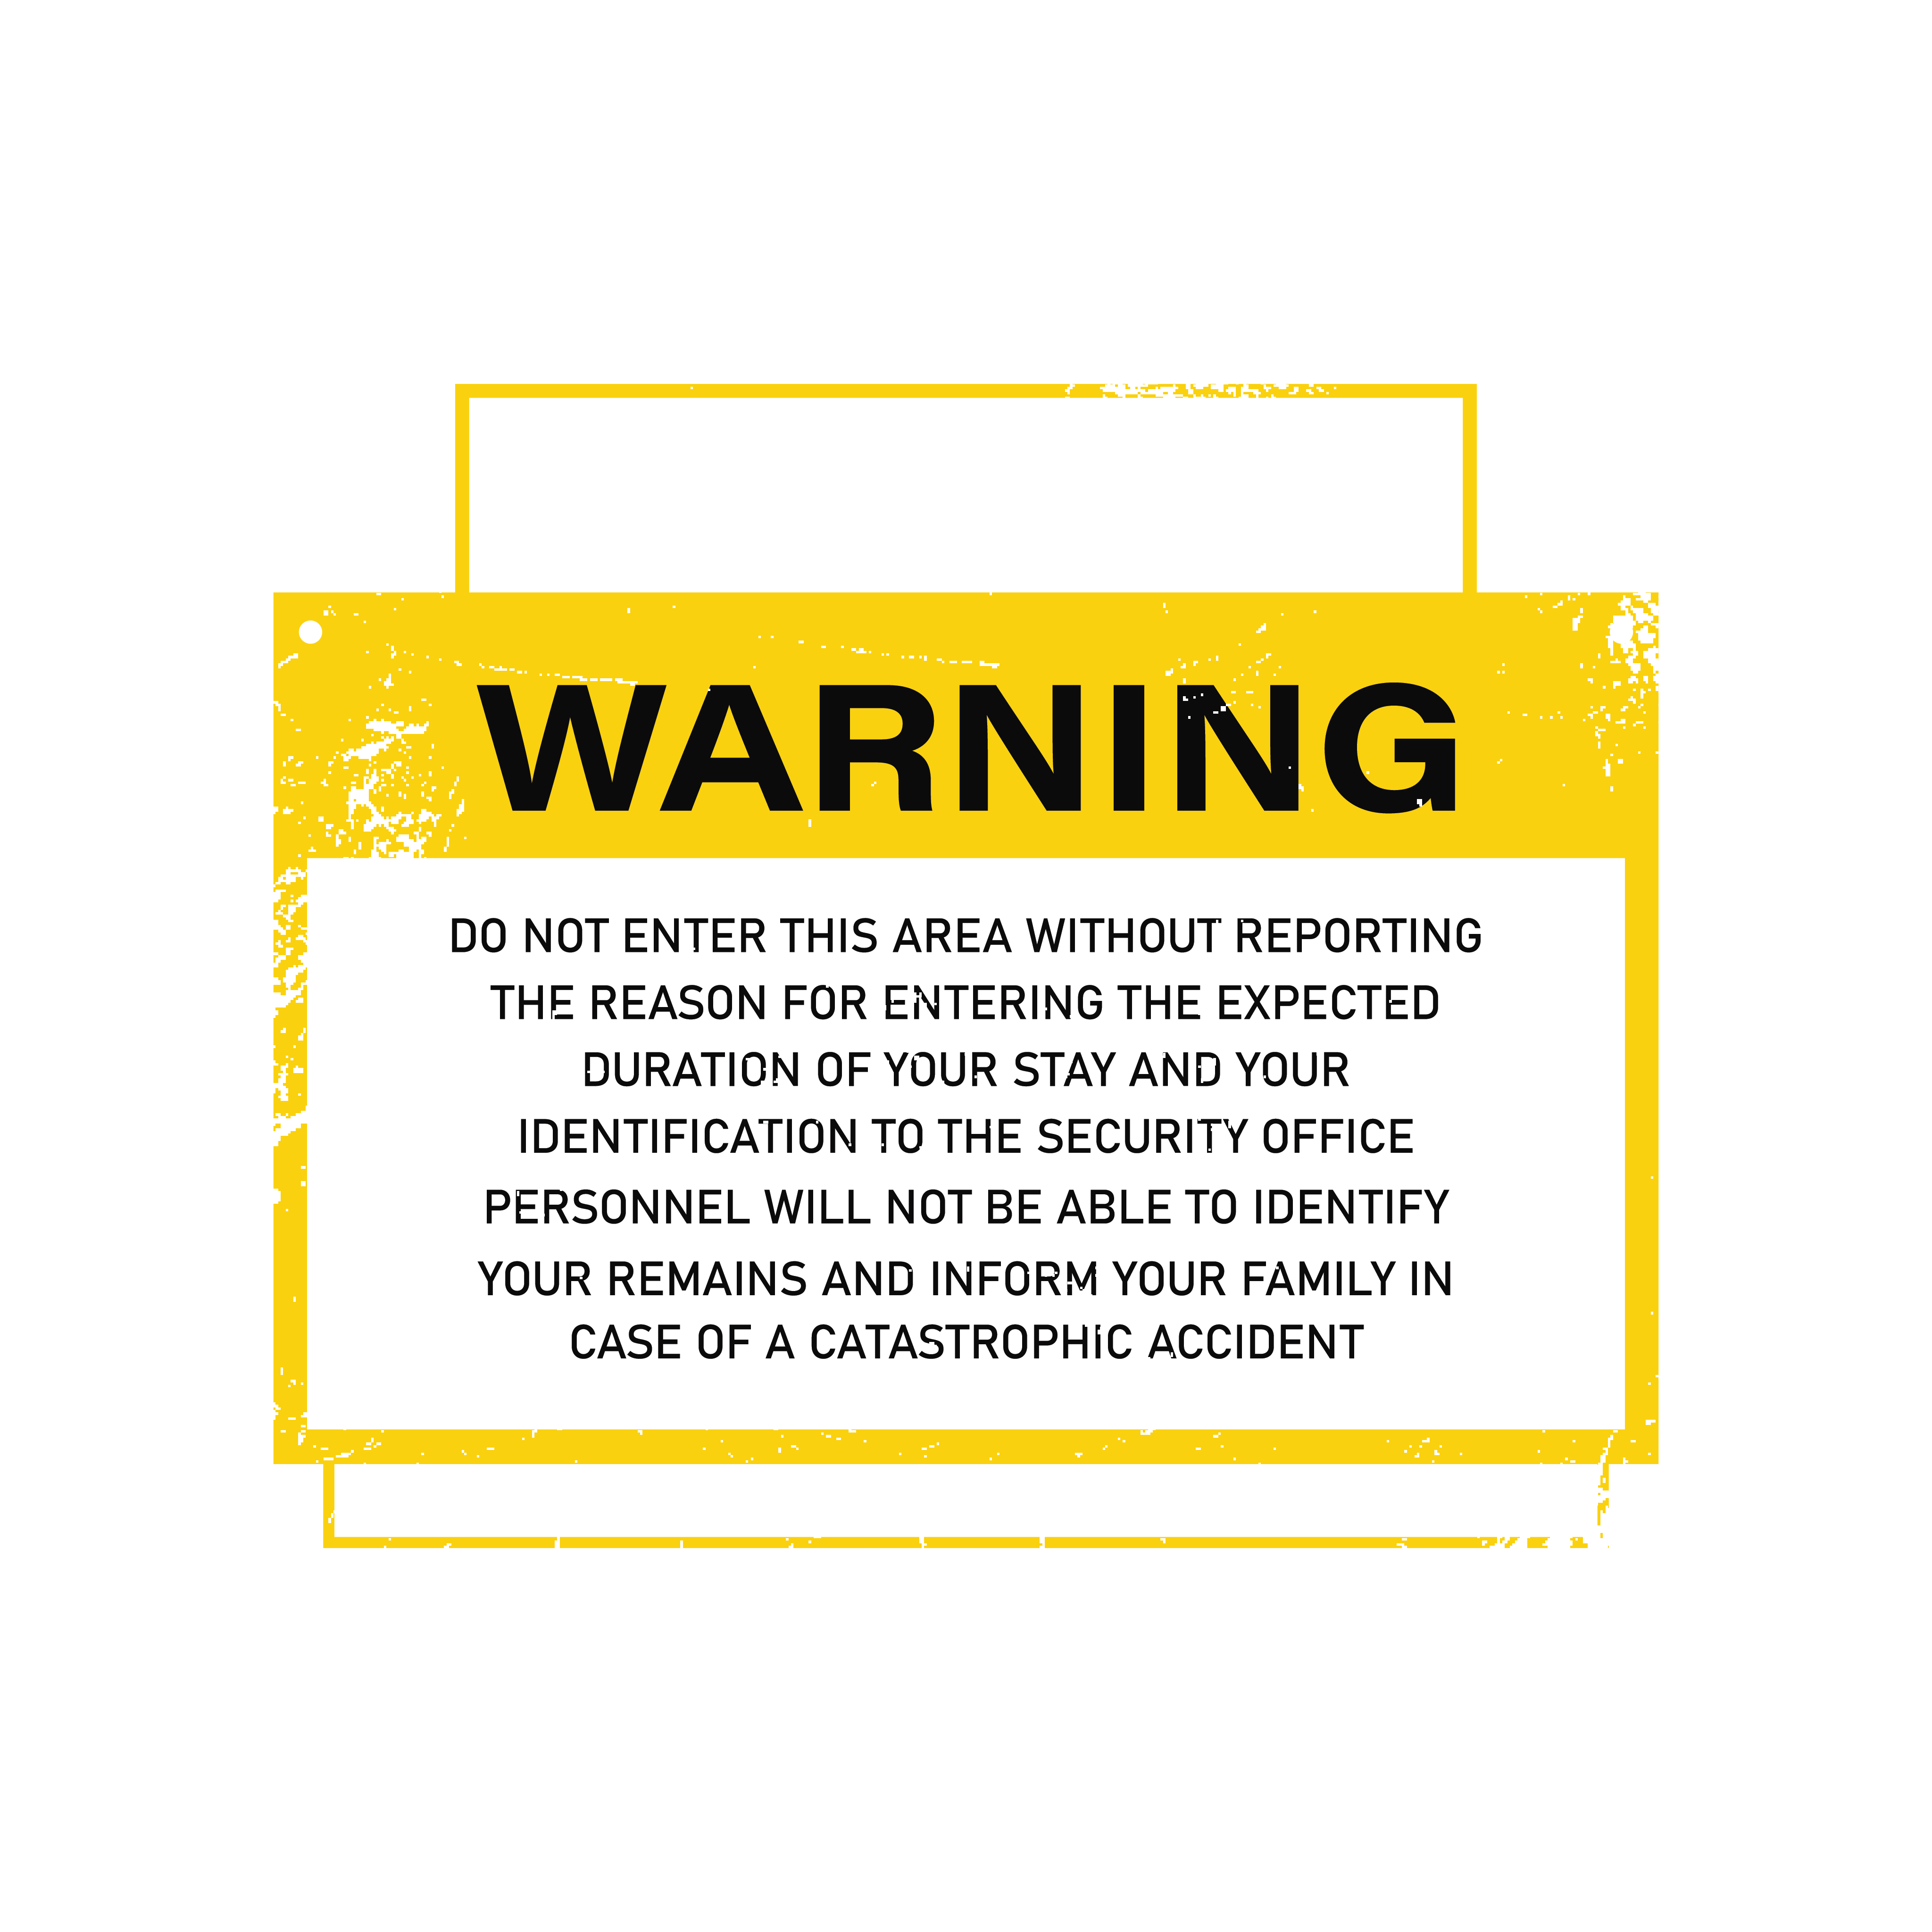 WARNING
DO NOT ENTER THIS AREA WITHOUT REPORTING
THE REASON FOR ENTERING THE EXPECTED
DURATION OF YOUR STAY AND YOUR
IDENTIFICATION TO THE SECURITY OFFICE
PERSONNEL WILL NOT BE ABLE TO IDENTIFY
YOUR REMAINS AND INFORM YOUR FAMILY IN
CASE OF A CATASTROPHIC ACCIDENT